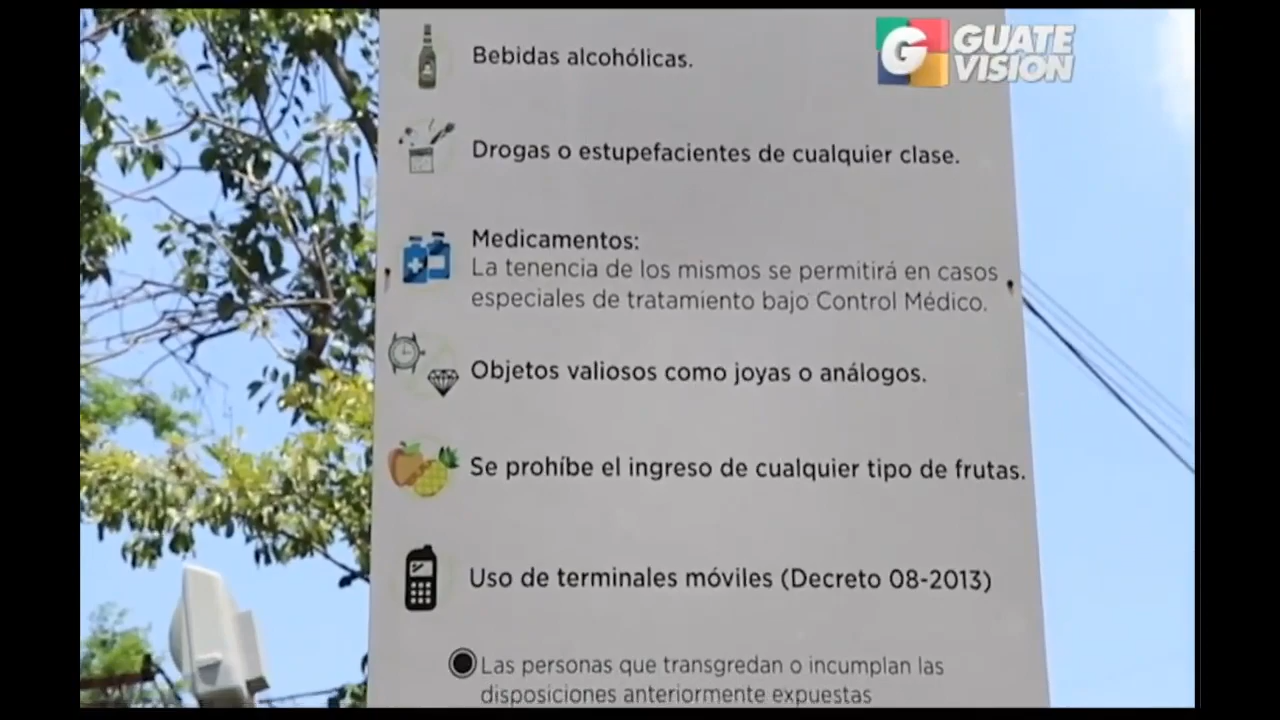 G GUATE
VISION
Bebidas alcohólicas.
Drogas o estupefacientes de cualquier clase.
Medicamentos:
La tenencia de los mismos se permitirá en casos
especiales de tratamiento bajo Control Médico.
Objetos valiosos como joyas o análogos.
Se prohíbe el ingreso de cualquier tipo de frutas.
Uso de terminales móviles (Decreto 08-2013)
Las personas que transgredan o incumplan las
disposiciones anteriormente expuestas